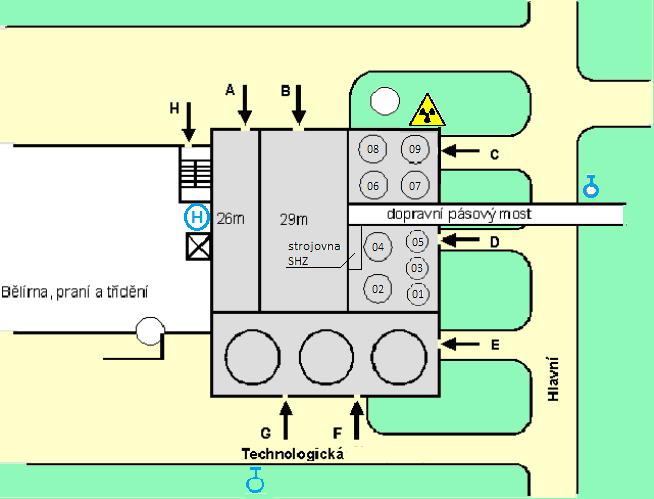 A
B
H
C
08
09
06
07
H
26m
29m
dopravní pásový most
strojovna
SHZ
04
05
D
03
02
01
Bělírna, praní a třídění
E
Hlavní
G
F
Technologická